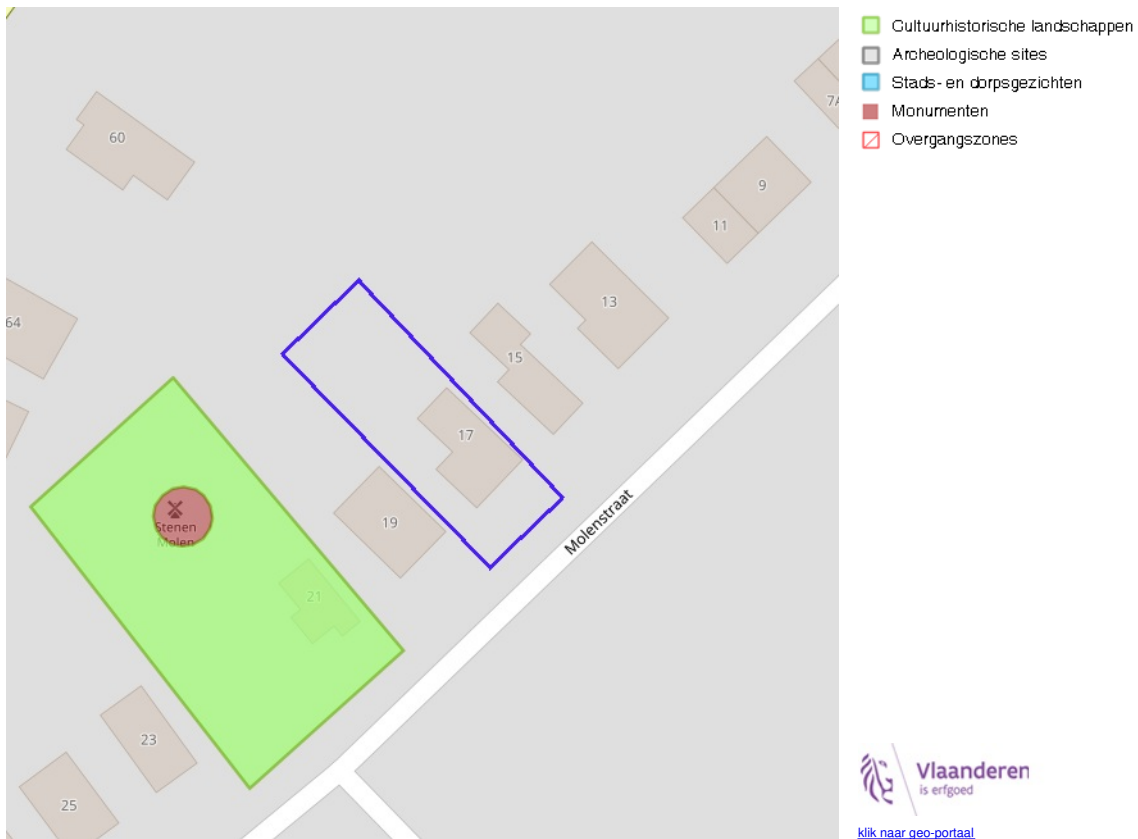 Cultuurhistorische landschappen
Archeologische sites
Stads- en dorpsgezichten
Monumenten
Overgangszones
60
7A
9
11
13
64
15
17
19
Stenen
Molen
Molenstraat
21
23
25
Vlaanderen
is erfgoed
klik naar geo-portaal